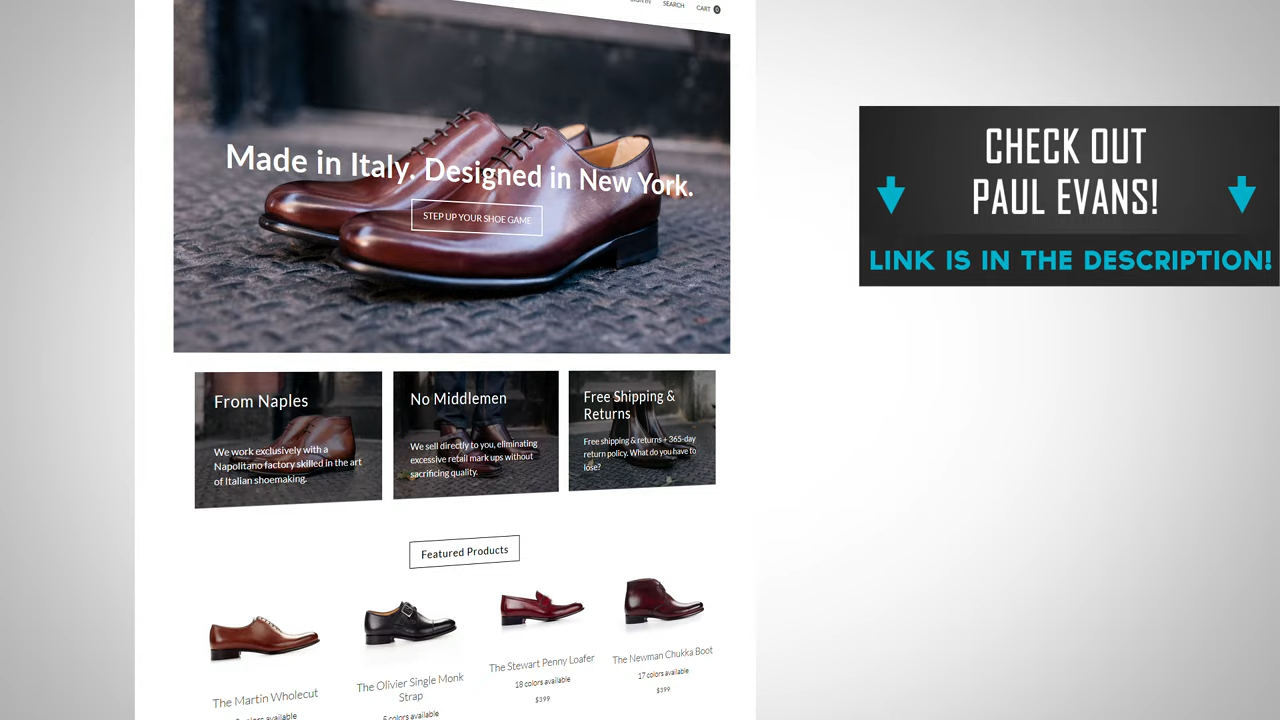 SEARCH
CART 0
Made in Italy. Designed in New York.
STEP UP YOUR SHOE GAME
CHECK OUT
PAUL EVANS!
LINK IS IN THE DESCRIPTION!
From Naples
We work exclusively with a
Napolitano factory skilled in the art
of Italian shoemaking.
No Middlemen
We sell directly to you, eliminating
excessive retail mark ups without
sacrificing quality.
Free Shipping &
Returns
Free shipping & returns + 365-day
return policy. What do you have to
lose?
Featured Products
The Martin Wholecut
colors available
The Olivier Single Monk
Strap
5 colors available
The Stewart Penny Loafer
18 colors available
$399
The Newman Chukka Boot
17 colors available
$399